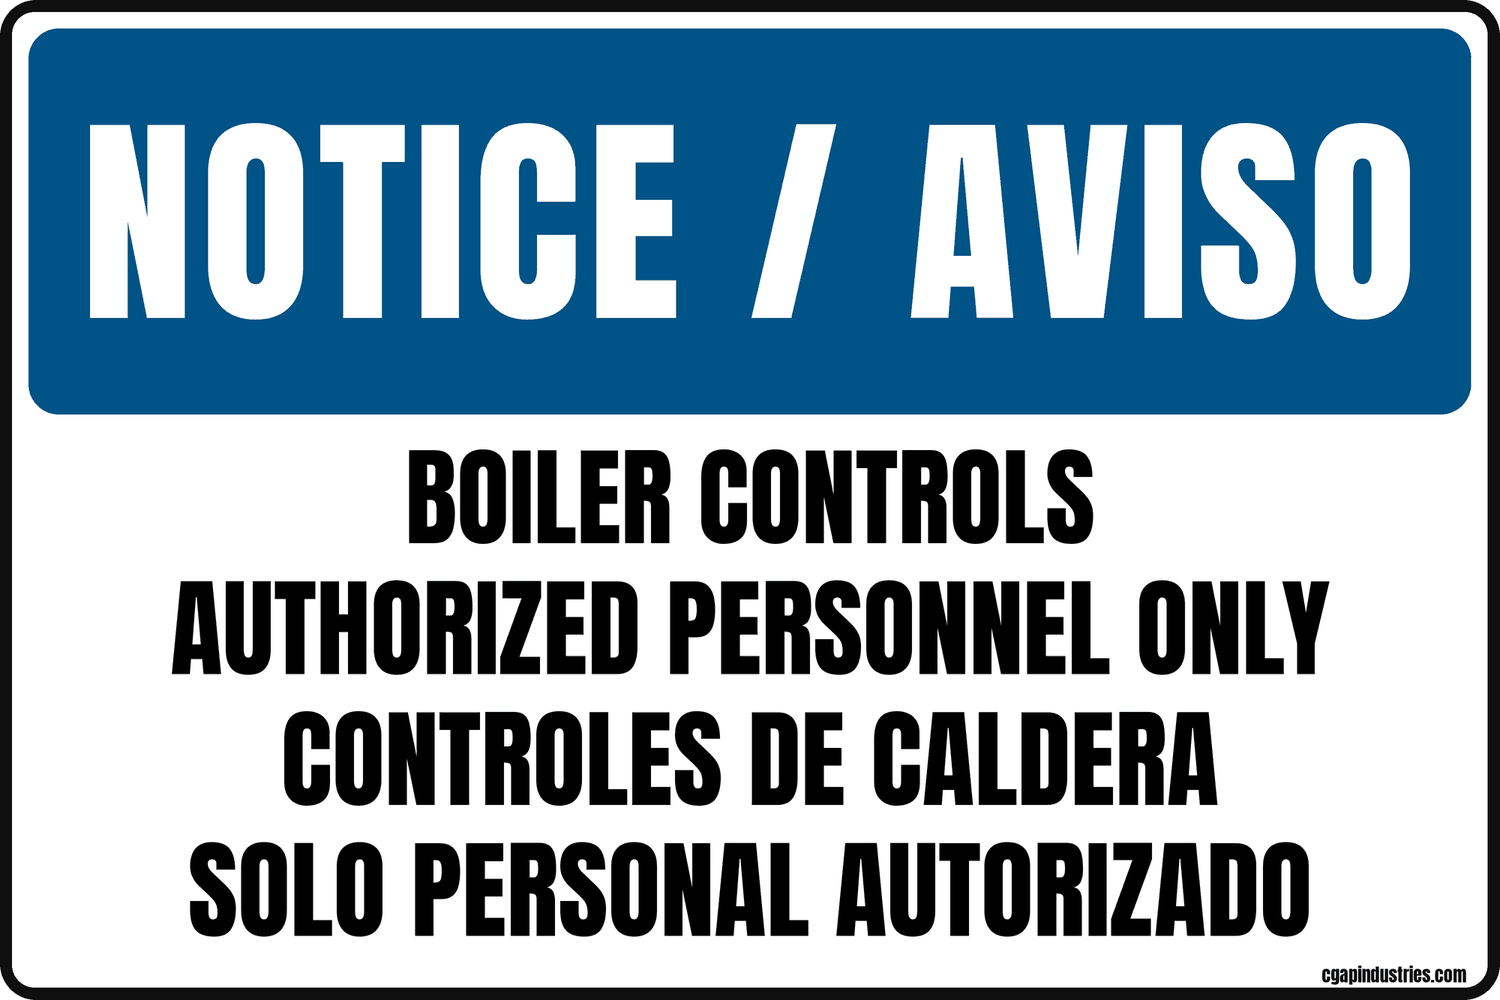 NOTICE / AVISO
BOILER CONTROLS
AUTHORIZED PERSONNEL ONLY
CONTROLES DE CALDERA
SOLO PERSONAL AUTORIZADO
cgapindustries.com